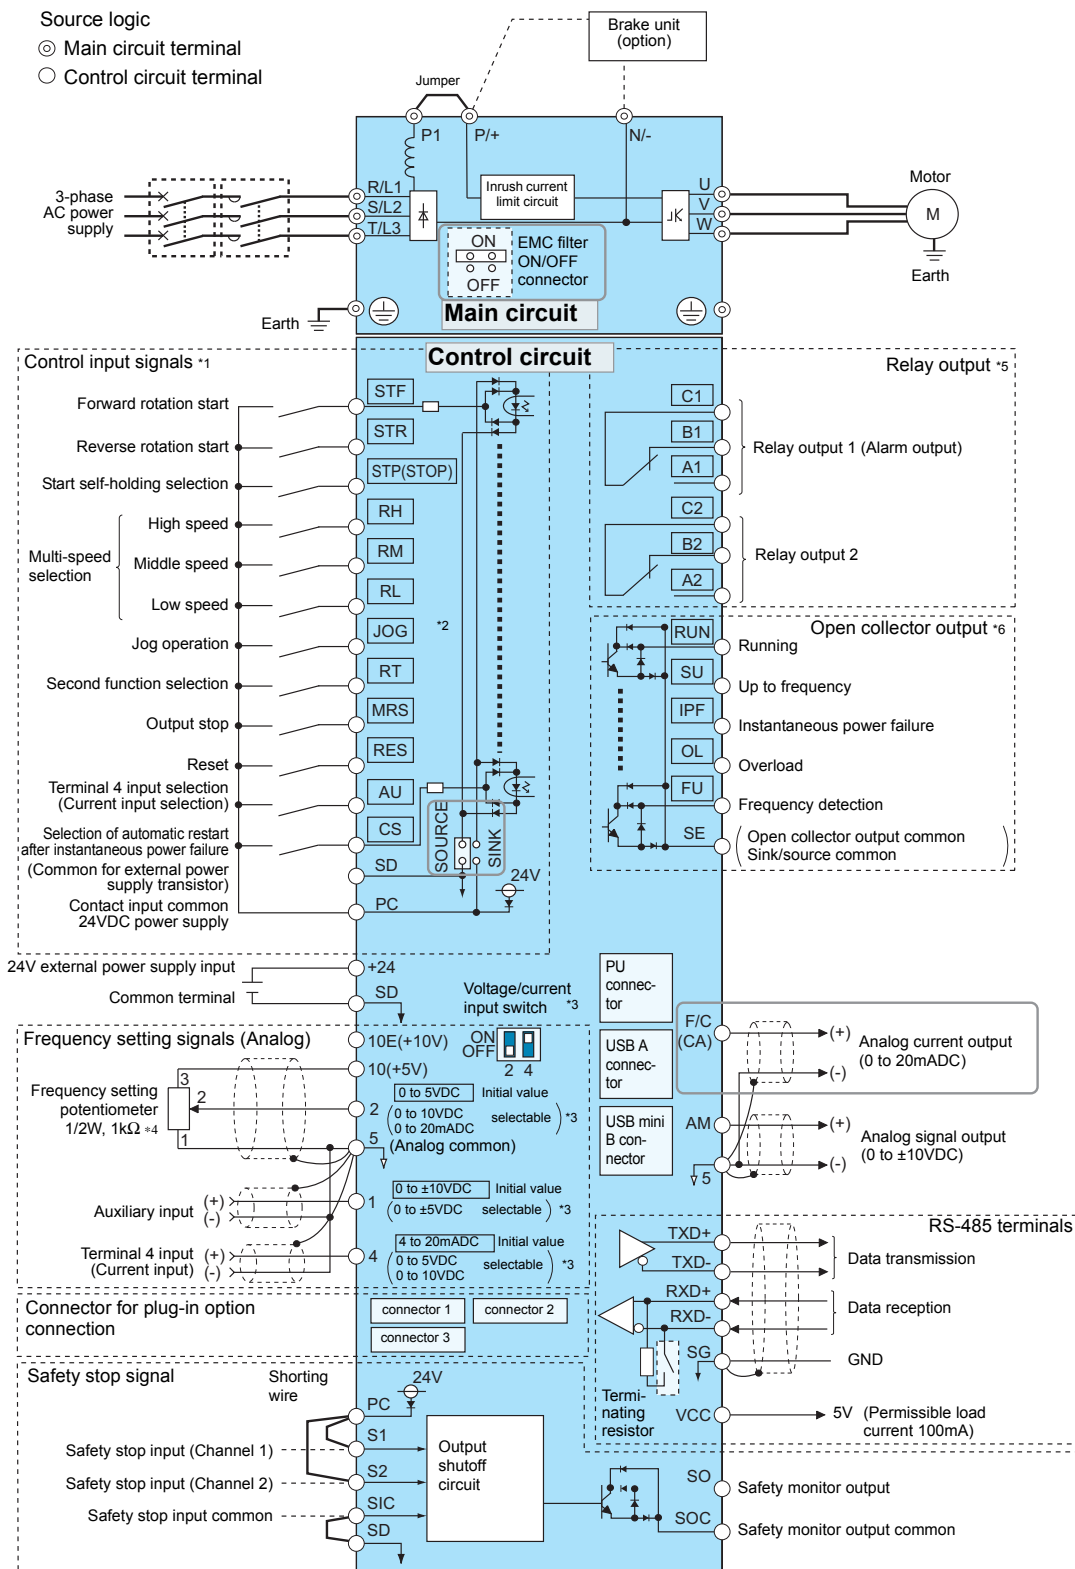 Source logic
Main circuit terminal
Control circuit terminal
Brake unit
(option)
Jumper
P1
P/+
N/-
3-phase
AC power
supply
R/L1
S/L2
T/L3
Inrush current
limit circuit
U
V
W
Motor
M
Earth
ON
OFF
EMC filter
ON/OFF
connector
Main circuit
Earth
Control circuit
Control input signals *1
Forward rotation start
STF
Reverse rotation start
STR
Start self-holding selection
STP(STOP)
Multi-speed
selection
High speed
RH
Middle speed
RM
Low speed
RL
Jog operation
JOG
*2
Second function selection
RT
Output stop
MRS
Reset
RES
Terminal 4 input selection
(Current input selection)
AU
Selection of automatic restart
after instantaneous power failure
CS
SOURCE
SINK
(Common for external power
supply transistor)
SD
24V
Contact input common
24VDC power supply
PC
Relay output *5
C1
B1
A1
Relay output 1 (Alarm output)
C2
B2
A2
Relay output 2
Open collector output *6
RUN
Running
SU
Up to frequency
IPF
Instantaneous power failure
OL
Overload
FU
Frequency detection
SE
Open collector output common
Sink/source common
24V external power supply input
+24
Common terminal
SD
Voltage/current
input switch *3
ON
OFF
2 4
PU
connec-
tor
USB A
connec-
tor
USB mini
B con-
nector
Frequency setting signals (Analog)
10E(+10V)
10(+5V)
Frequency setting
potentiometer
1/2W, 1kΩ *4
3
2
1
2
0 to 5VDC Initial value
(0 to 10VDC
0 to 20mADC selectable) *3
5
(Analog common)
Auxiliary input
(+)
(-)
1
0 to ±10VDC Initial value
(0 to ±5VDC selectable) *3
Terminal 4 input
(Current input)
(+)
(-)
4
4 to 20mADC Initial value
(0 to 5VDC
0 to 10VDC selectable) *3
F/C
(CA)
(+)
(-)
Analog current output
(0 to 20mADC)
AM
5
(+)
(-)
Analog signal output
(0 to ±10VDC)
RS-485 terminals
TXD+
TXD-
Data transmission
RXD+
RXD-
Data reception
SG
GND
Termi-
nating
resistor
VCC
5V (Permissible load
current 100mA)
Connector for plug-in option
connection
connector 1
connector 2
connector 3
Safety stop signal
Shorting
wire
24V
PC
Safety stop input (Channel 1)
S1
Safety stop input (Channel 2)
S2
Safety stop input common
SIC
SD
Output
shutoff
circuit
SO
Safety monitor output
SOC
Safety monitor output common